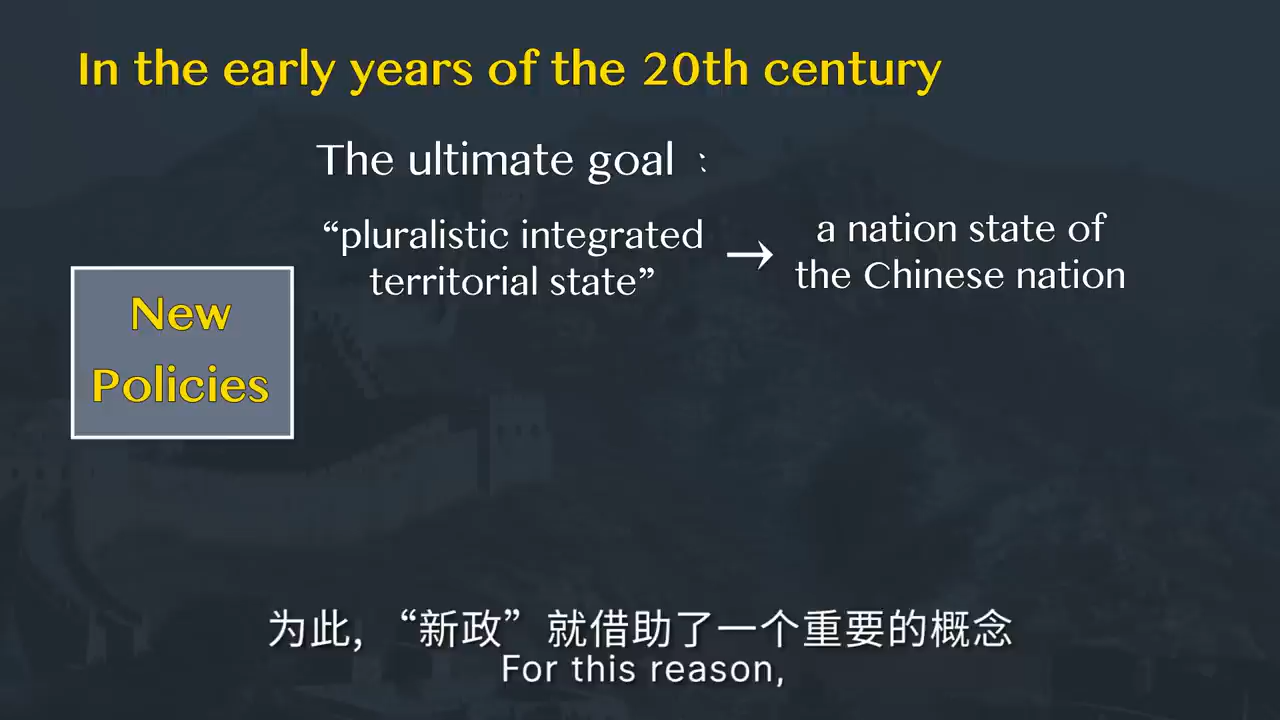 In the early years of the 20th century
The ultimate goal：
“pluralistic integrated
territorial state”
→
a nation state of
the Chinese nation
New
Policies
为此，“新政”就借助了一个重要的概念
For this reason,